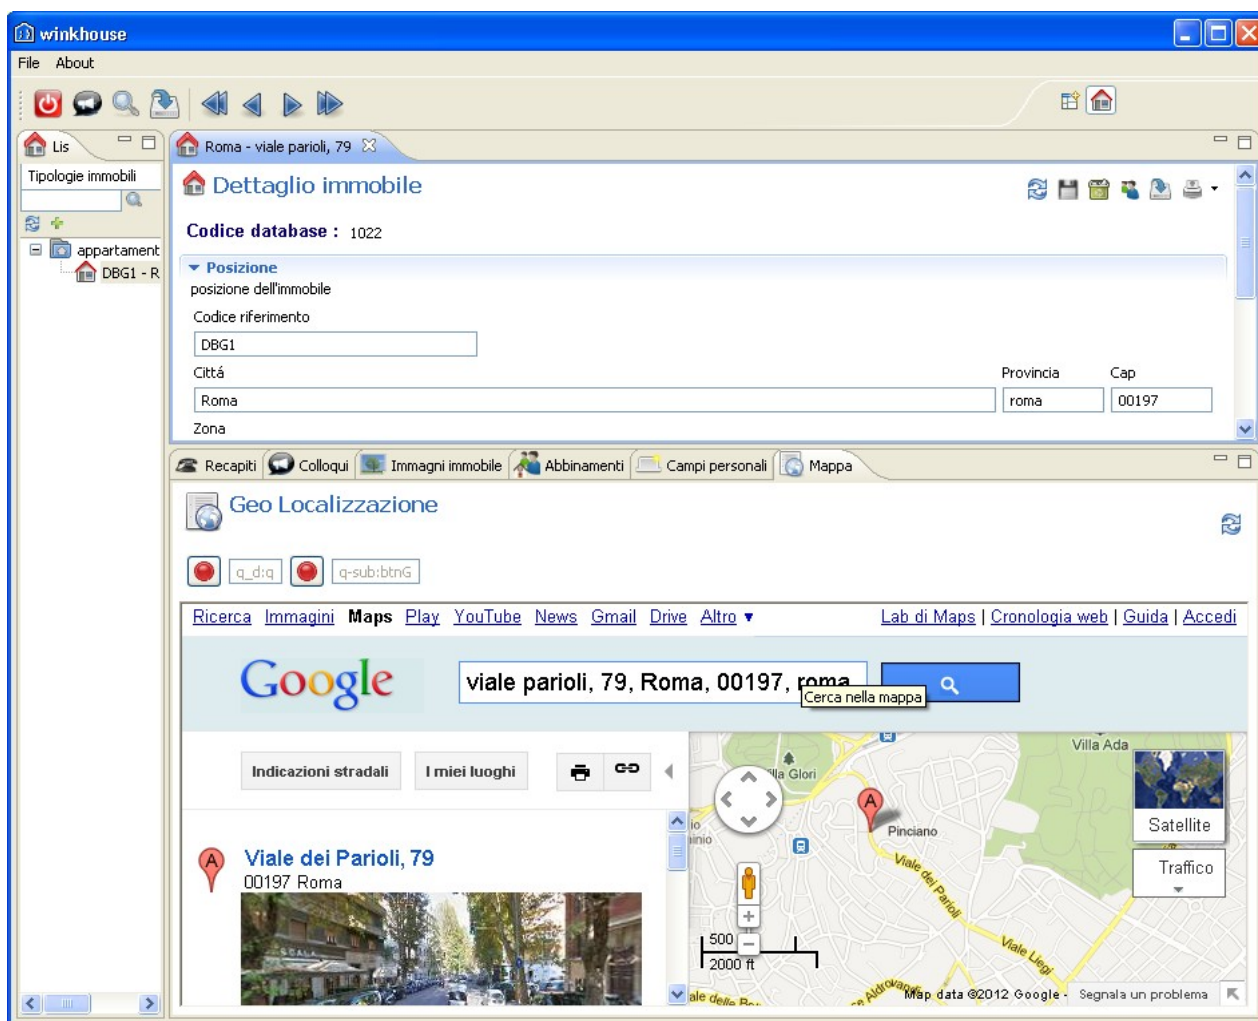 winkhouse
File About
Lis
Roma - viale parioli, 79
Tipologie immobili
Dettaglio immobile
Codice database : 1022
appartament
DBG1 - R
Posizione
posizione dell'immobile
Codice riferimento
DBG1
Cittá Provincia Cap
Roma roma 00197
Zona
Recapiti Colloqui Immagni immobile Abbinamenti Campi personali Mappa
Geo Localizzazione
q_d:q q-sub:btnG
Ricerca Immagini Maps Play YouTube News Gmail Drive Altro ▼ Lab di Maps | Cronologia web | Guida | Accedi
Google viale parioli, 79, Roma, 00197, roma
Cerca nella mappa
Indicazioni stradali I miei luoghi
Villa Ada
Villa Glori
A
Pinciano
Satellite
Traffico
A Viale dei Parioli, 79
00197 Roma
Viale dei Parioli
Viale Liegi
500
2000 ft
Map data ©2012 Google - Segnala un problema